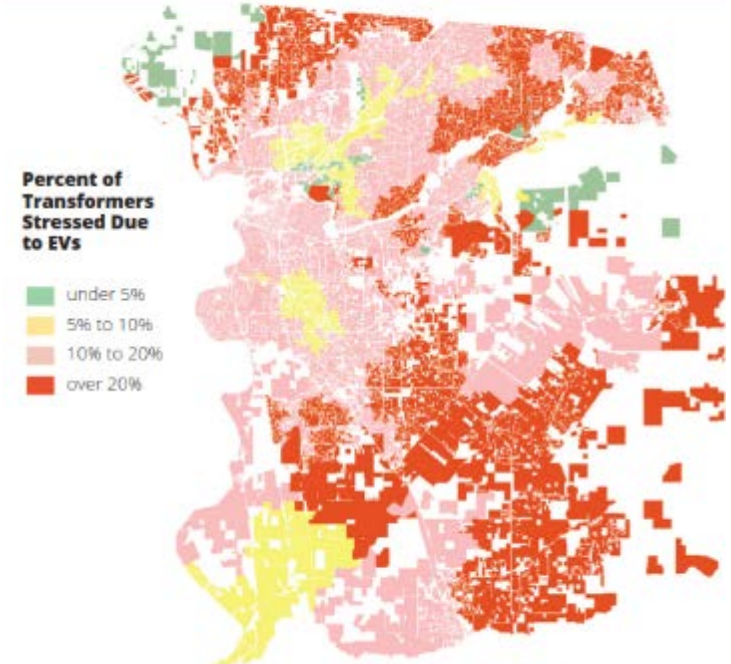 Percent of
Transformers
Stressed Due
to EVs
under 5%
5% to 10%
10% to 20%
over 20%